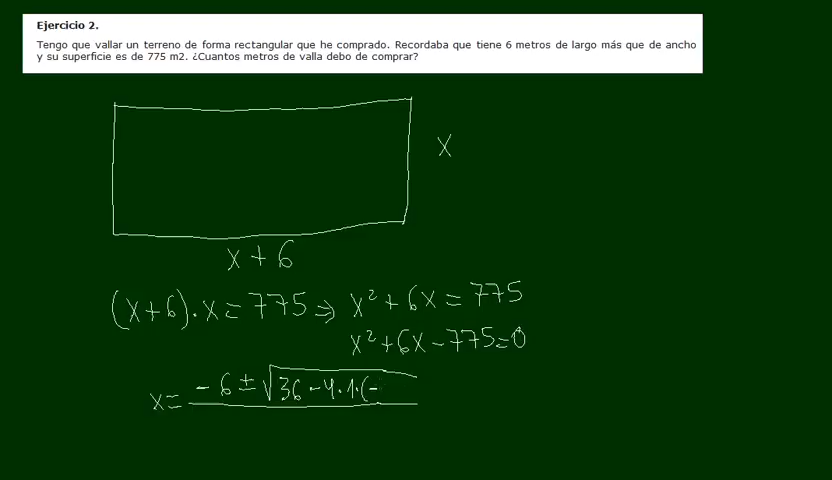 Ejercicio 2.
Tengo que vallar un terreno de forma rectangular que he comprado. Recordaba que tiene 6 metros de largo más que de ancho
y su superficie es de 775 m2. ¿Cuantos metros de valla debo de comprar?
x
x + 6
(x+6).x = 775 ⇒ x² + 6x = 775
x² + 6x - 775 = 0
x = - 6 ± √36 - 4.1.(-